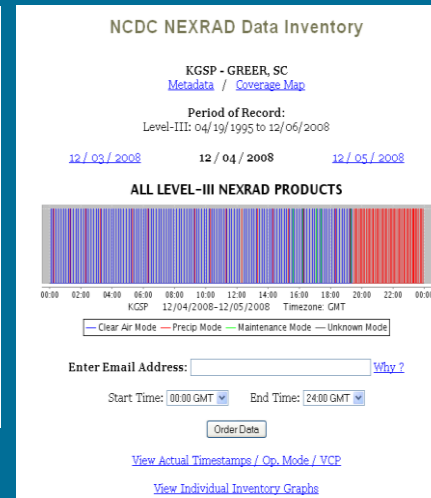 NCDC NEXRAD Data Inventory
KGSP - GREER, SC
Metadata / Coverage Map
Period of Record:
Level-III: 04/19/1995 to 12/06/2008
12 / 03 / 2008 12 / 04 / 2008 12 / 05 / 2008
ALL LEVEL-III NEXRAD PRODUCTS
00:00 02:00 04:00 06:00 08:00 10:00 12:00 14:00 16:00 18:00 20:00 22:00 00:0
KGSP 12/04/2008-12/05/2008 Timezone: GMT
Clear Air Mode Precip Mode Maintenance Mode Unknown Mode
Enter Email Address: Why ?
Start Time: 00:00 GMT End Time: 24:00 GMT
Order Data
View Actual Timestamps / Op. Mode / VCP
View Individual Inventory Graphs